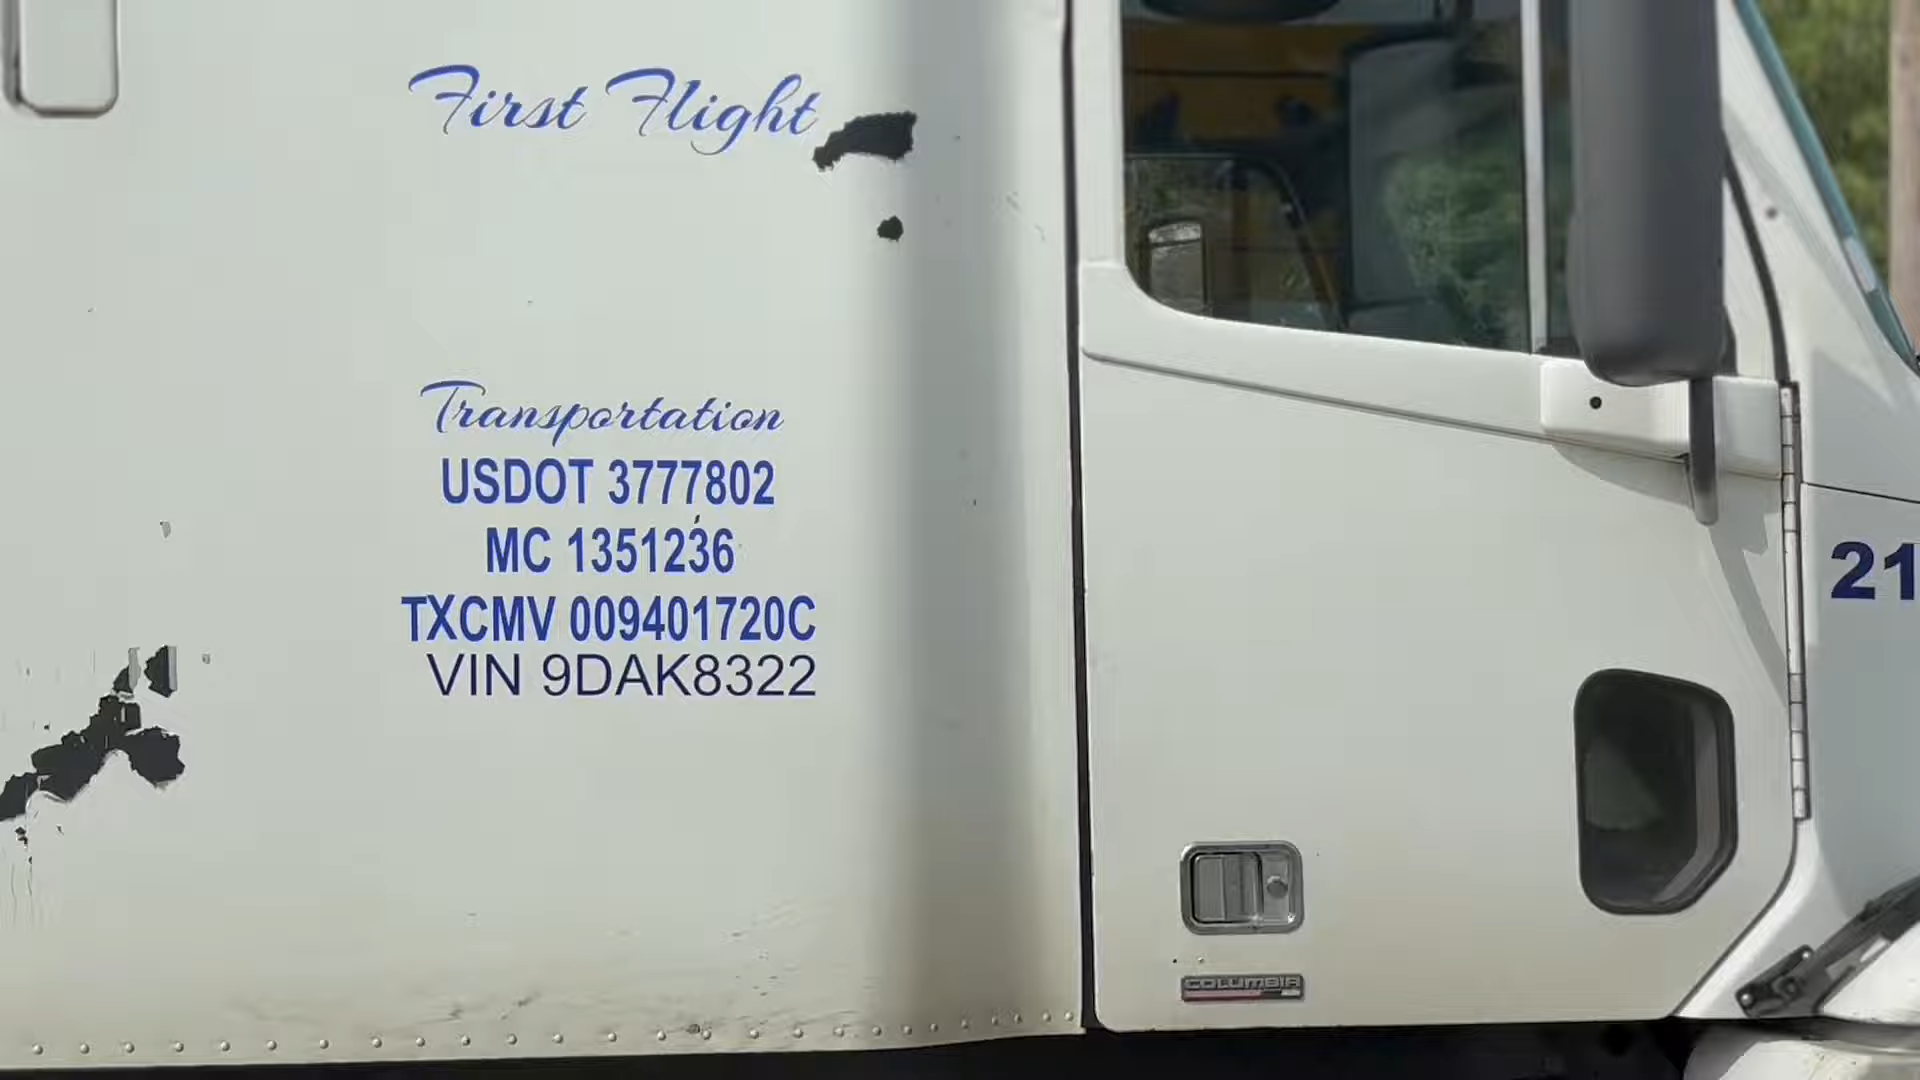 First Flight
Transportation
USDOT 3777802
MC 1351236
TXCMV 009401720C
VIN 9DAK8322
21
COLUMBIA